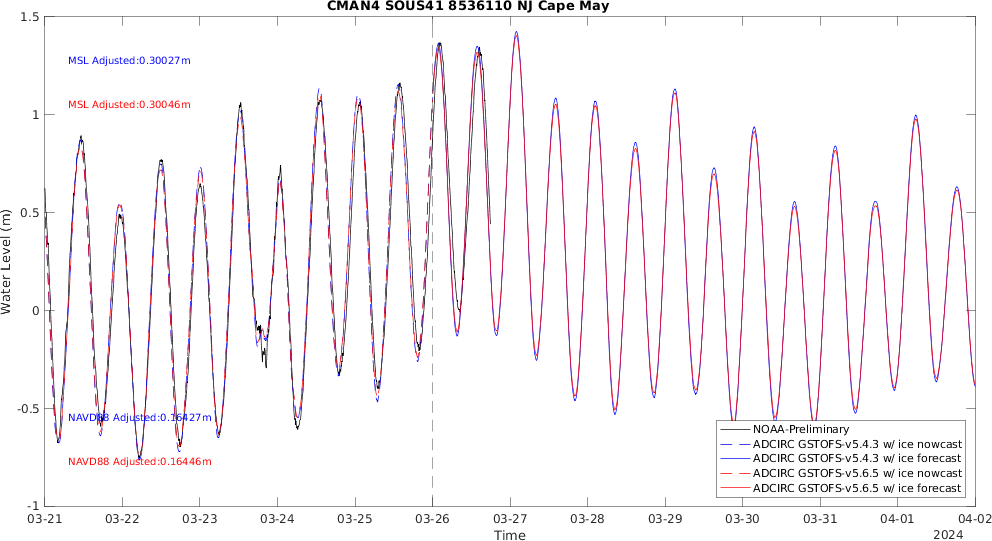 CMAN4 SOUS41 8536110 NJ Cape May
1.5
1
0.5
0
-0.5
-1
Water Level (m)
MSL Adjusted:0.30027m
MSL Adjusted:0.30046m
NAVD88 Adjusted:0.16427m
NAVD88 Adjusted:0.16446m
NOAA-Preliminary
ADCIRC GSTOFS-v5.4.3 w/ ice nowcast
ADCIRC GSTOFS-v5.4.3 w/ ice forecast
ADCIRC GSTOFS-v5.6.5 w/ ice nowcast
ADCIRC GSTOFS-v5.6.5 w/ ice forecast
03-21 03-22 03-23 03-24 03-25 03-26 03-27 03-28 03-29 03-30 03-31 04-01 04-02
Time
2024